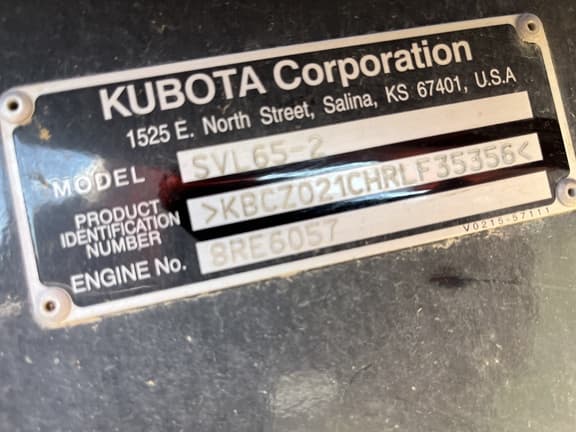 KUBOTA Corporation
1525 E. North Street, Salina, KS 67401, U.S.A
MODEL SVL65-2
PRODUCT IDENTIFICATION NUMBER >KBCZ021CHRLF35356<
ENGINE No. 8RE6057
V0215-57111